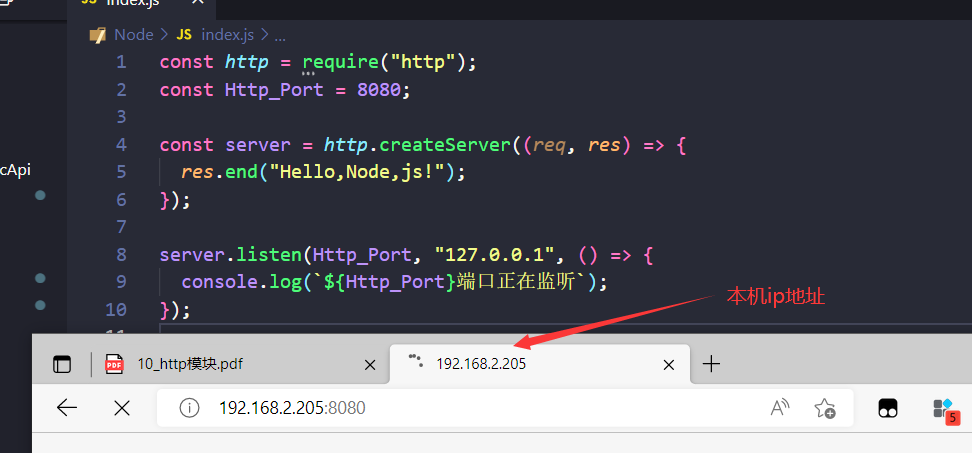 JS index.js
Node > JS index.js > ...
1 const http = require("http");
2 const Http_Port = 8080;
3
4 const server = http.createServer((req, res) => {
cApi
5 res.end("Hello,Node,js!");
6 });
7
8 server.listen(Http_Port, "127.0.0.1", () => {
9 console.log(`${Http_Port}端口正在监听`);
10 });
本机ip地址
11
PDF 10_http模块.pdf
192.168.2.205
192.168.2.205:8080
A
5